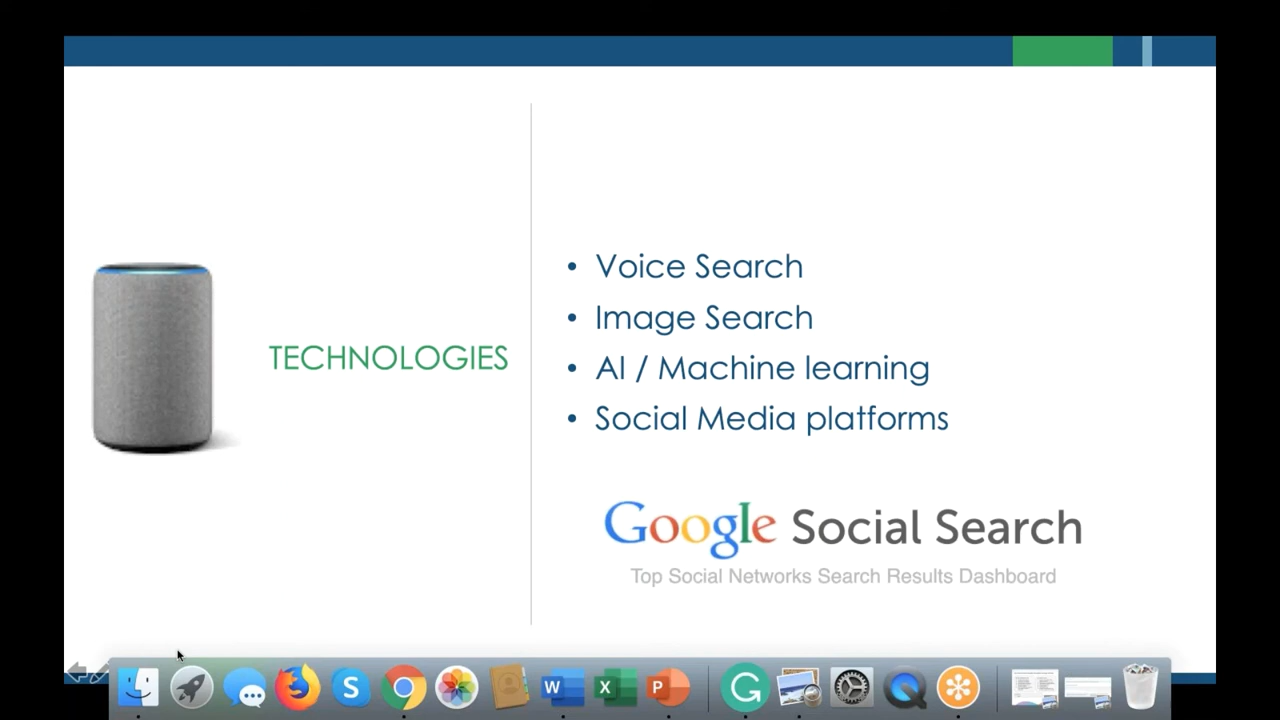 TECHNOLOGIES
• Voice Search
• Image Search
• AI / Machine learning
• Social Media platforms
Google Social Search
Top Social Networks Search Results Dashboard
S
W
X
P
G